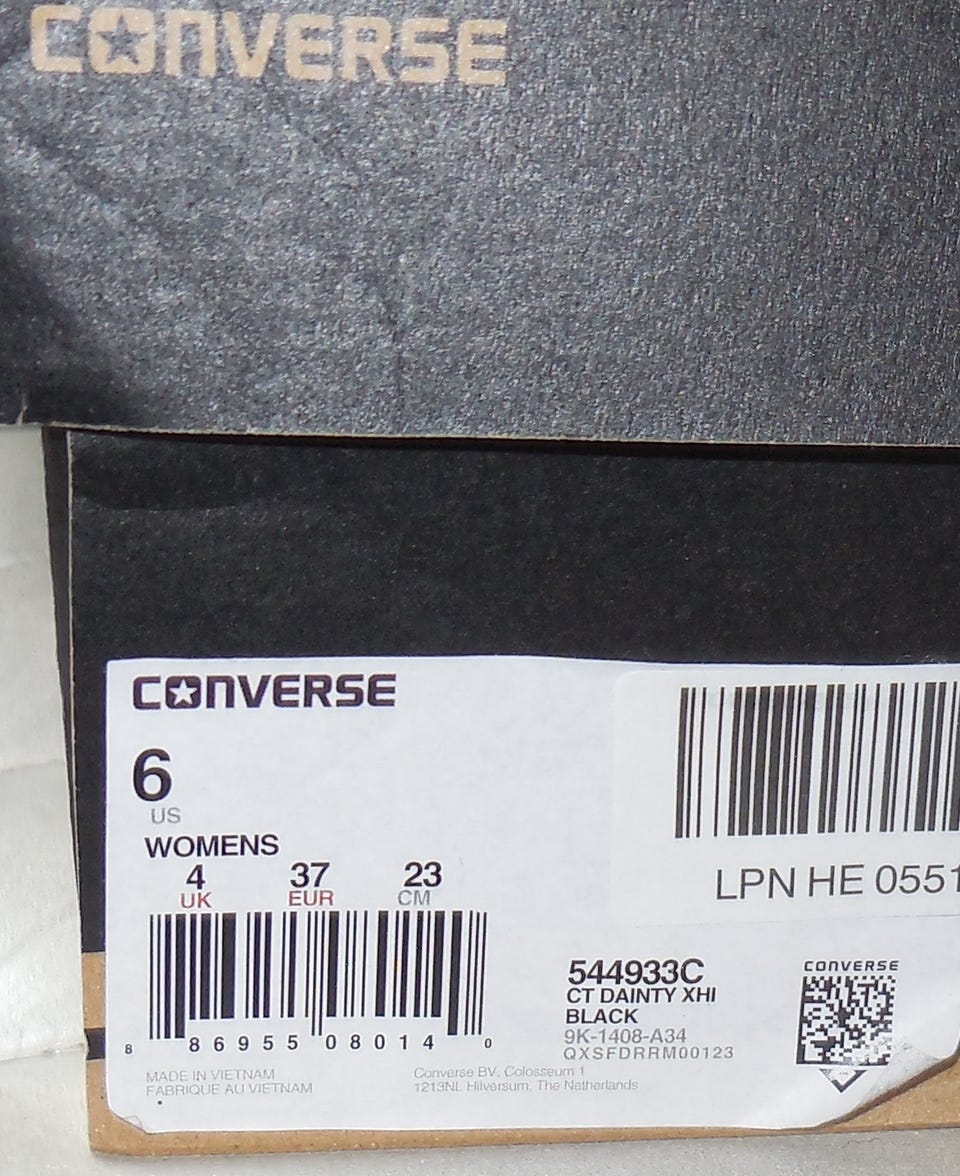 CONVERSE
CONVERSE
6
US
WOMENS
4 37 23
UK EUR CM
8 86955 08014 0
MADE IN VIETNAM
FABRIQUE AU VIETNAM
Converse BV, Colosseum 1
1213NL Hilversum, The Netherlands
LPN HE 0551
544933C
CT DAINTY XHI
BLACK
9K-1408-A34
QXSFDRRM00123
CONVERSE